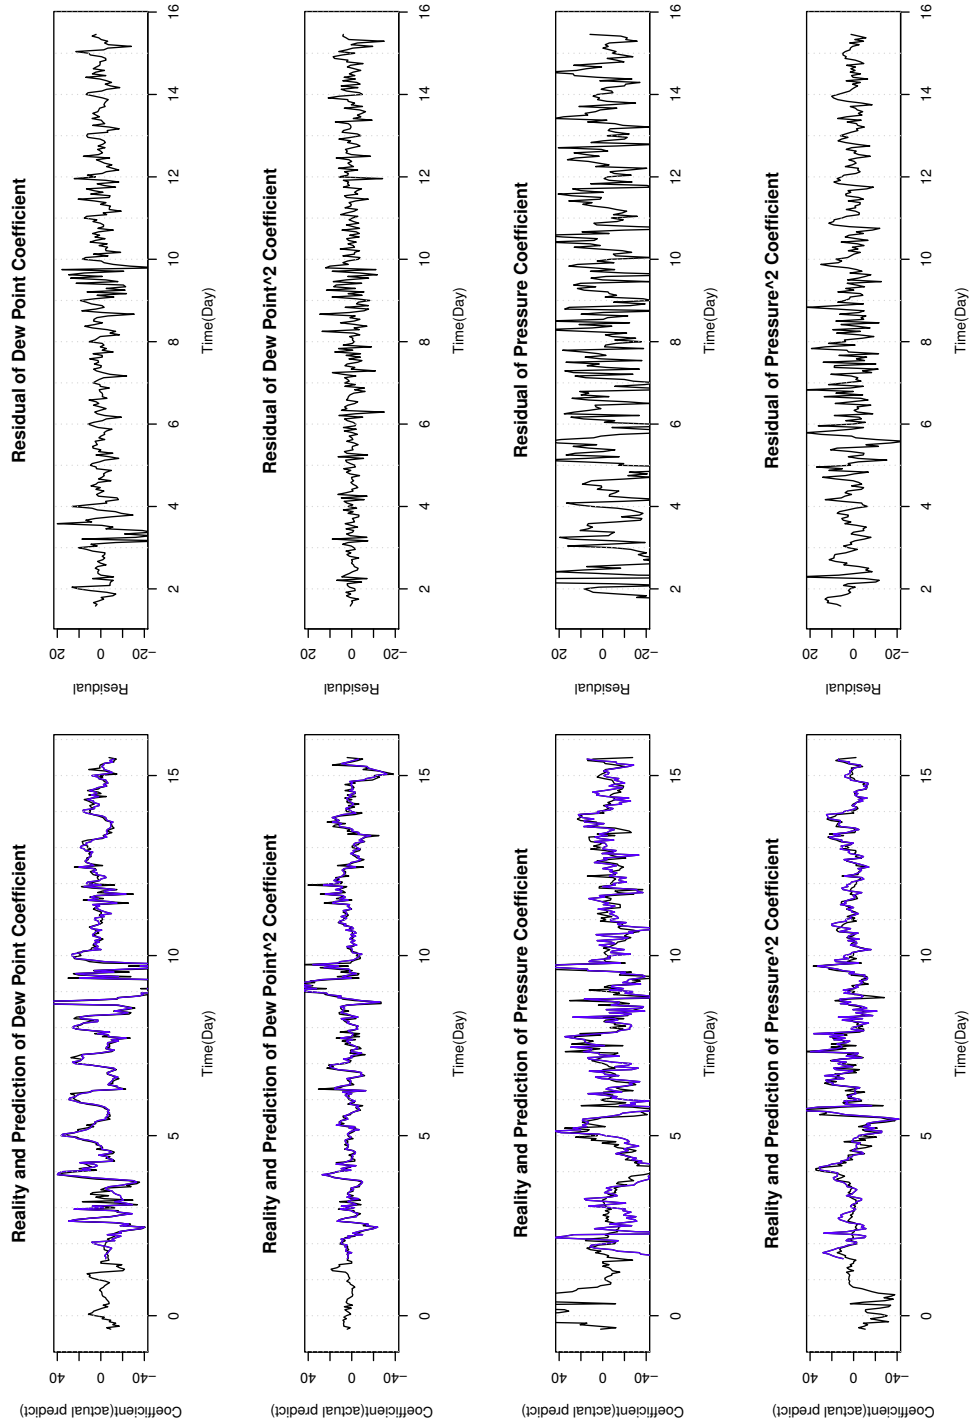 Reality and Prediction of Dew Point Coefficient
Coefficient(actual predict)
40 0 −40
0 5 10 15
Time(Day)
Residual of Dew Point Coefficient
Residual
20 0 −20
2 4 6 8 10 12 14 16
Time(Day)
Reality and Prediction of Dew Point^2 Coefficient
Coefficient(actual predict)
40 0 −40
0 5 10 15
Time(Day)
Residual of Dew Point^2 Coefficient
Residual
20 0 −20
2 4 6 8 10 12 14 16
Time(Day)
Reality and Prediction of Pressure Coefficient
Coefficient(actual predict)
40 0 −40
0 5 10 15
Time(Day)
Residual of Pressure Coefficient
Residual
20 0 −20
2 4 6 8 10 12 14 16
Time(Day)
Reality and Prediction of Pressure^2 Coefficient
Coefficient(actual predict)
40 0 −40
0 5 10 15
Time(Day)
Residual of Pressure^2 Coefficient
Residual
20 0 −20
2 4 6 8 10 12 14 16
Time(Day)